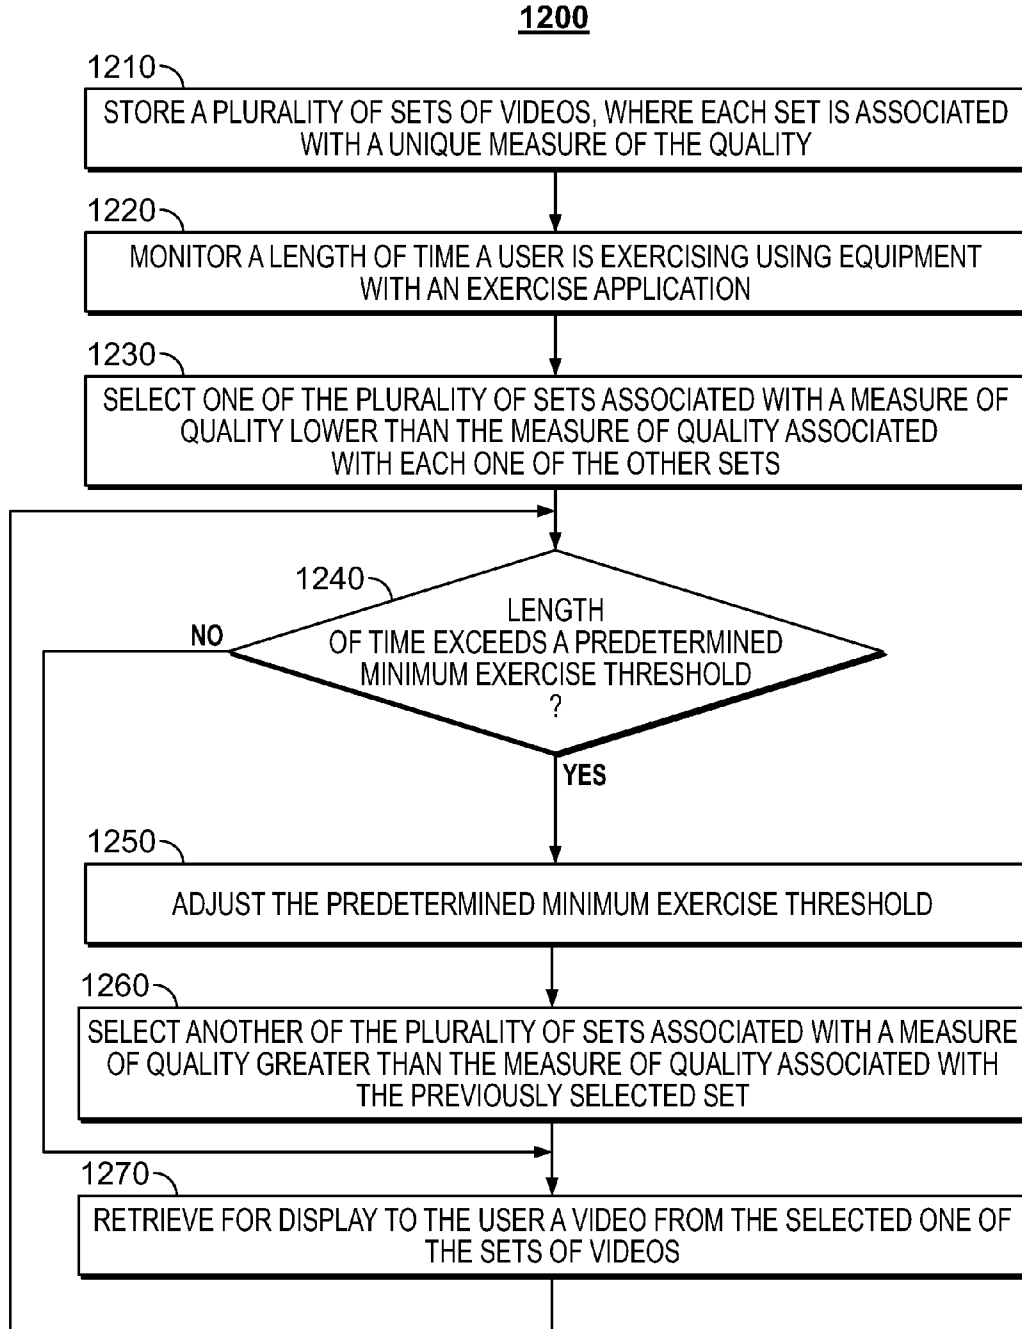 1200
1210
STORE A PLURALITY OF SETS OF VIDEOS, WHERE EACH SET IS ASSOCIATED
WITH A UNIQUE MEASURE OF THE QUALITY
1220
MONITOR A LENGTH OF TIME A USER IS EXERCISING USING EQUIPMENT
WITH AN EXERCISE APPLICATION
1230
SELECT ONE OF THE PLURALITY OF SETS ASSOCIATED WITH A MEASURE OF
QUALITY LOWER THAN THE MEASURE OF QUALITY ASSOCIATED
WITH EACH ONE OF THE OTHER SETS
1240
LENGTH
OF TIME EXCEEDS A PREDETERMINED
MINIMUM EXERCISE THRESHOLD
?
NO
YES
1250
ADJUST THE PREDETERMINED MINIMUM EXERCISE THRESHOLD
1260
SELECT ANOTHER OF THE PLURALITY OF SETS ASSOCIATED WITH A MEASURE
OF QUALITY GREATER THAN THE MEASURE OF QUALITY ASSOCIATED WITH
THE PREVIOUSLY SELECTED SET
1270
RETRIEVE FOR DISPLAY TO THE USER A VIDEO FROM THE SELECTED ONE OF
THE SETS OF VIDEOS